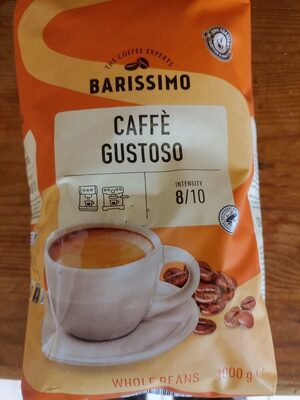 THE COFFEE EXPERTS
BARISSIMO
CAFFÈ
GUSTOSO
INTENSITY
8/10
WHOLE BEANS
1000 g e